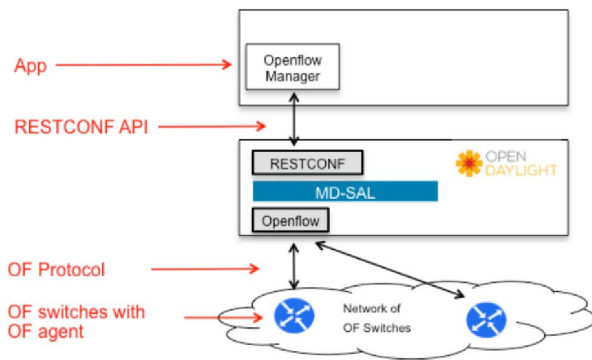 App
Openflow
Manager
RESTCONF API
RESTCONF
OPEN
DAYLIGHT
MD-SAL
Openflow
OF Protocol
OF switches with
OF agent
Network of
OF Switches